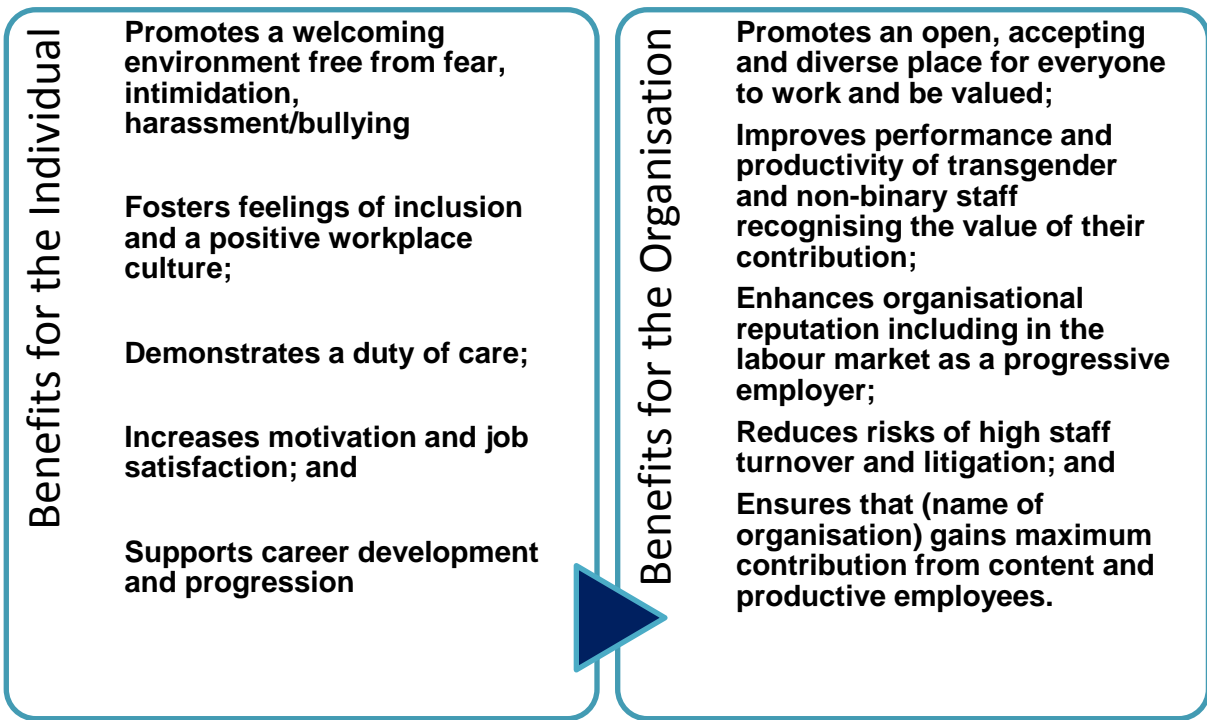 Benefits for the Individual
Promotes a welcoming
environment free from fear,
intimidation,
harassment/bullying
Fosters feelings of inclusion
and a positive workplace
culture;
Demonstrates a duty of care;
Increases motivation and job
satisfaction; and
Supports career development
and progression
Benefits for the Organisation
Promotes an open, accepting
and diverse place for everyone
to work and be valued;
Improves performance and
productivity of transgender
and non-binary staff
recognising the value of their
contribution;
Enhances organisational
reputation including in the
labour market as a progressive
employer;
Reduces risks of high staff
turnover and litigation; and
Ensures that (name of
organisation) gains maximum
contribution from content and
productive employees.